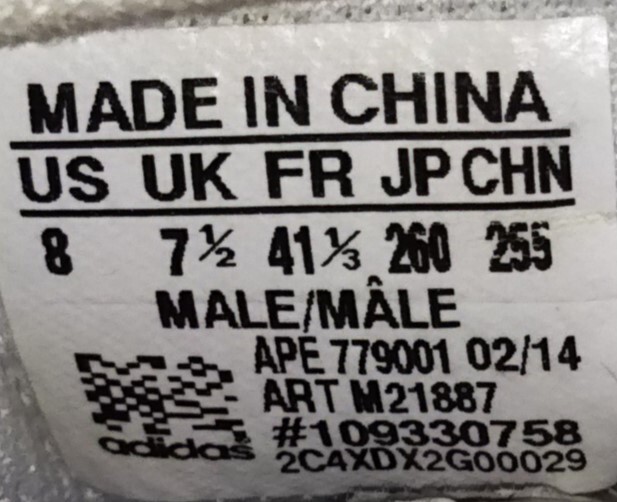 MADE IN CHINA
US UK FR JP CHN
8 7½ 41⅓ 260 255
MALE/MÂLE
APE 779001 02/14
ART M21887
#109330758
adidas
2C4XDX2G00029